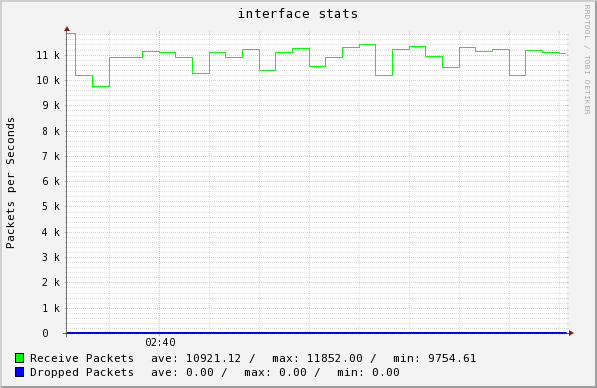 interface stats
RRDTOOL / TOBI OETIKER
Packets per Seconds
11 k
10 k
9 k
8 k
7 k
6 k
5 k
4 k
3 k
2 k
1 k
0
02:40
Receive Packets ave: 10921.12 / max: 11852.00 / min: 9754.61
Dropped Packets ave: 0.00 / max: 0.00 / min: 0.00